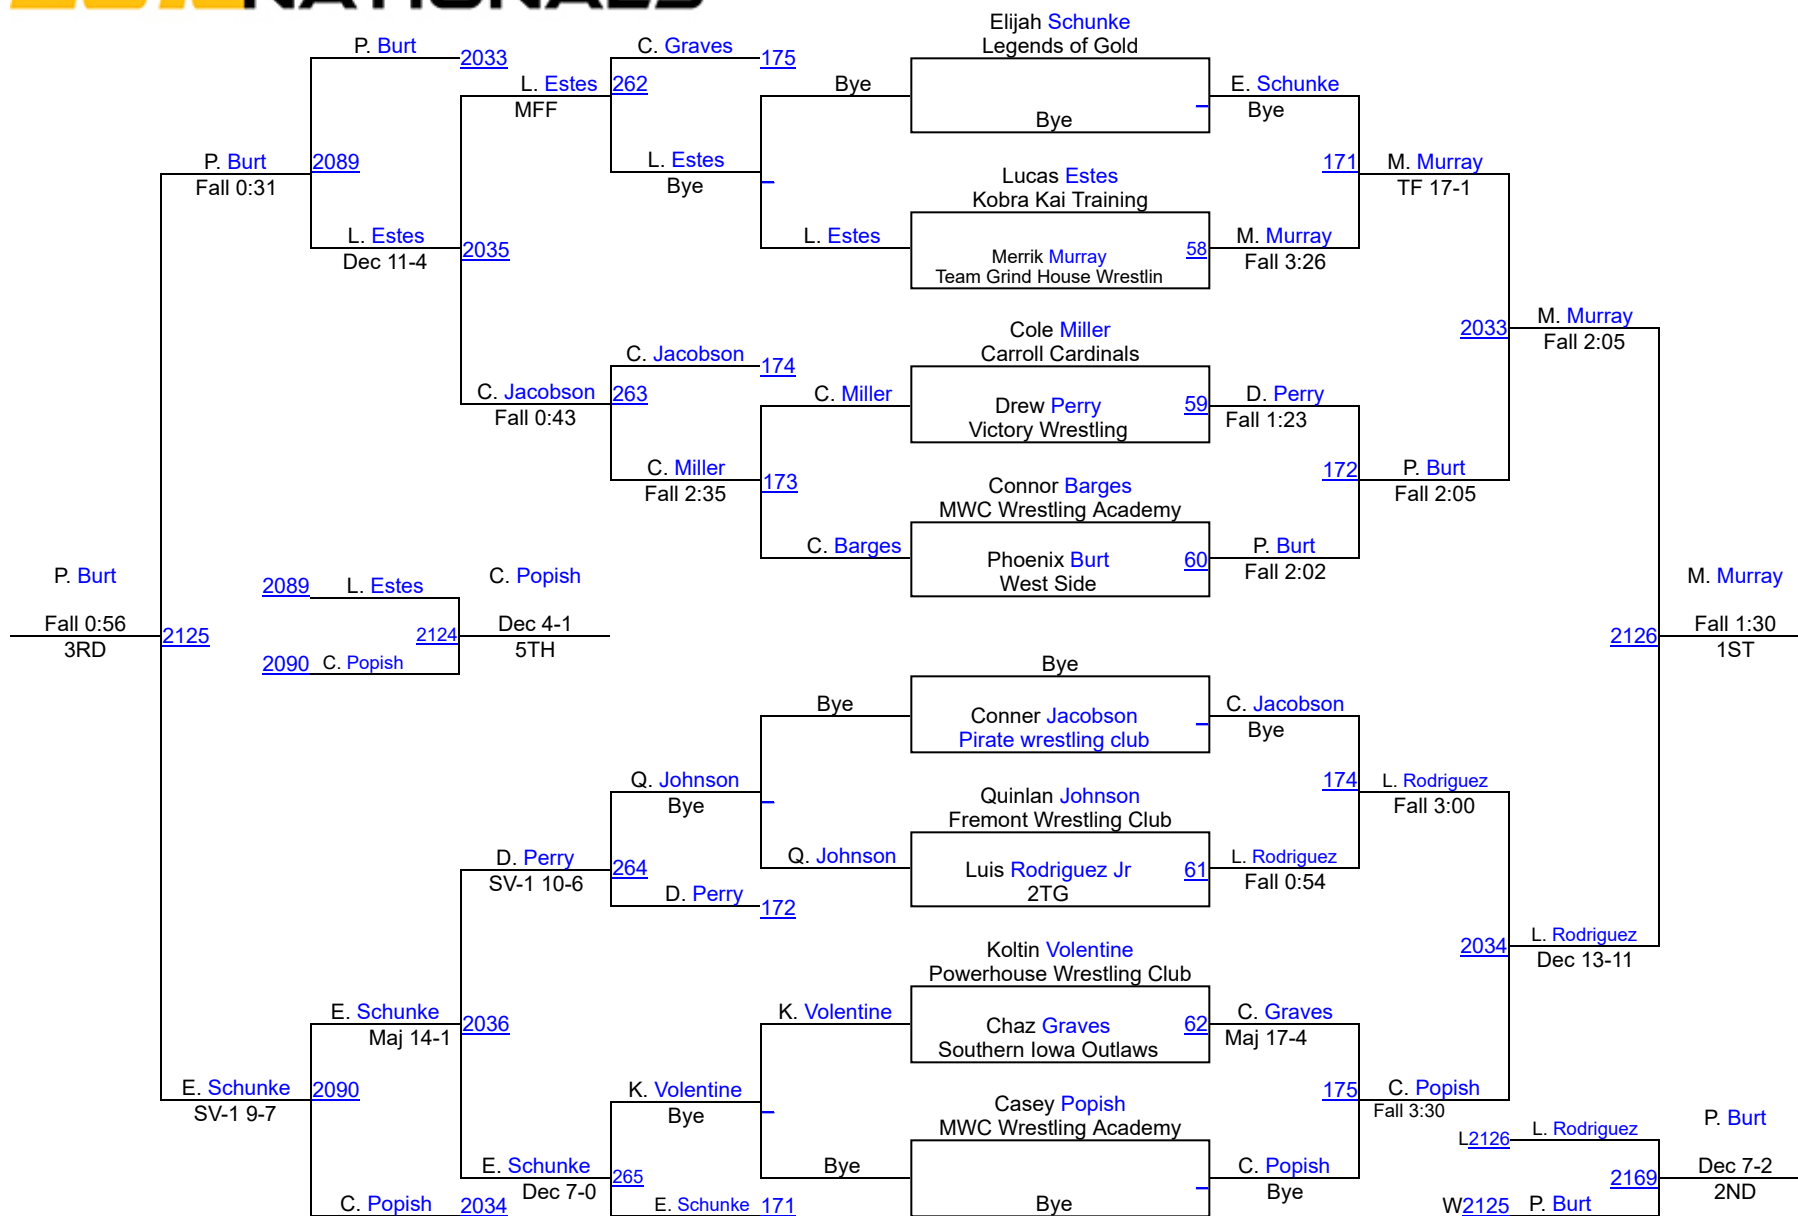 NATIONALS
P. Burt
2033
L. Estes
MFF
262
C. Graves
175
Bye
Elijah Schunke
Legends of Gold
Bye
E. Schunke
Bye
P. Burt
Fall 0:31
2089
L. Estes
Bye
Lucas Estes
Kobra Kai Training
171
M. Murray
TF 17-1
L. Estes
Dec 11-4
2035
L. Estes
Merrik Murray
Team Grind House Wrestlin
58
M. Murray
Fall 3:26
C. Jacobson
174
Cole Miller
Carroll Cardinals
2033
M. Murray
Fall 2:05
C. Jacobson
Fall 0:43
263
C. Miller
Drew Perry
Victory Wrestling
59
D. Perry
Fall 1:23
C. Miller
Fall 2:35
173
Connor Barges
MWC Wrestling Academy
172
P. Burt
Fall 2:05
C. Barges
Phoenix Burt
West Side
60
P. Burt
Fall 2:02
P. Burt
Fall 0:56
3RD
2125
2089
L. Estes
2090
C. Popish
2124
C. Popish
Dec 4-1
5TH
2126
M. Murray
Fall 1:30
1ST
Bye
Bye
Conner Jacobson
Pirate wrestling club
C. Jacobson
Bye
Q. Johnson
Bye
Quinlan Johnson
Fremont Wrestling Club
174
L. Rodriguez
Fall 3:00
D. Perry
SV-1 10-6
264
Q. Johnson
Luis Rodriguez Jr
2TG
61
L. Rodriguez
Fall 0:54
D. Perry
172
Koltin Volentine
Powerhouse Wrestling Club
2034
L. Rodriguez
Dec 13-11
E. Schunke
Maj 14-1
2036
K. Volentine
Chaz Graves
Southern Iowa Outlaws
62
C. Graves
Maj 17-4
E. Schunke
SV-1 9-7
2090
K. Volentine
Bye
Casey Popish
MWC Wrestling Academy
175
C. Popish
Fall 3:30
E. Schunke
Dec 7-0
265
Bye
Bye
C. Popish
Bye
C. Popish
2034
E. Schunke
171
L2126
L. Rodriguez
W2125
P. Burt
2169
P. Burt
Dec 7-2
2ND